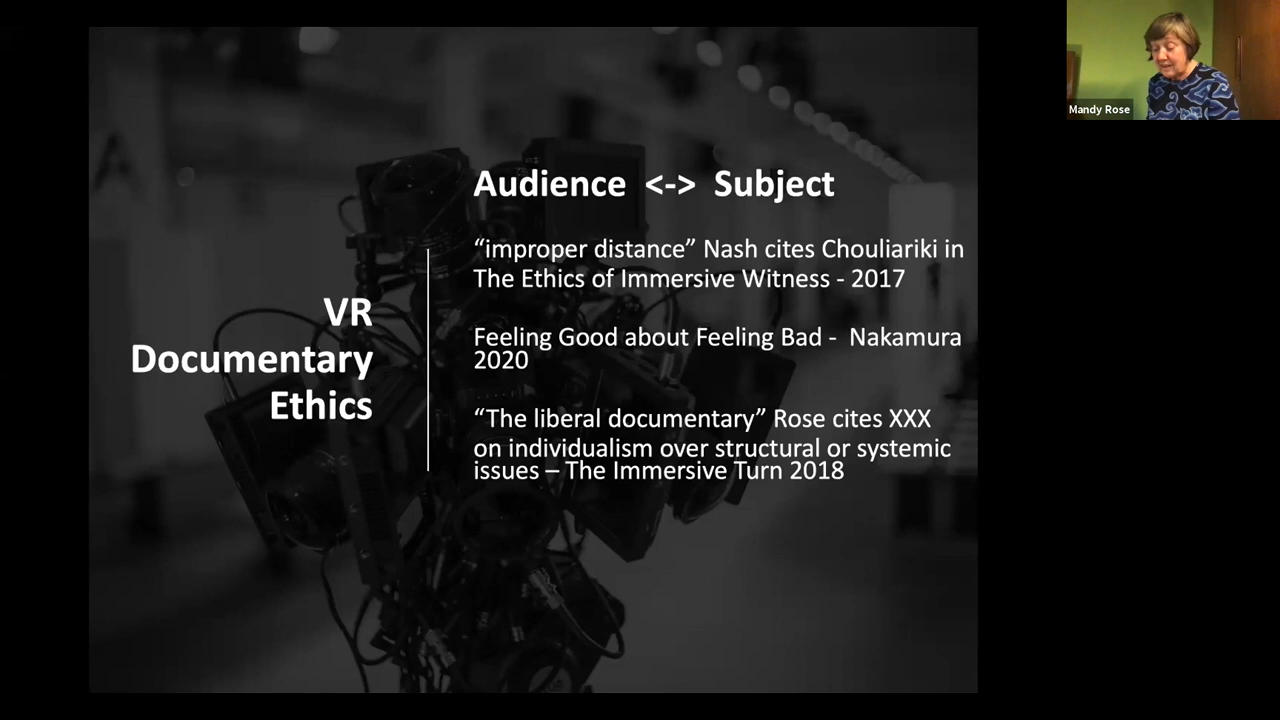 VR
Documentary
Ethics
Audience <-> Subject
“improper distance” Nash cites Chouliariki in
The Ethics of Immersive Witness - 2017
Feeling Good about Feeling Bad - Nakamura
2020
“The liberal documentary” Rose cites XXX
on individualism over structural or systemic
issues – The Immersive Turn 2018
Mandy Rose